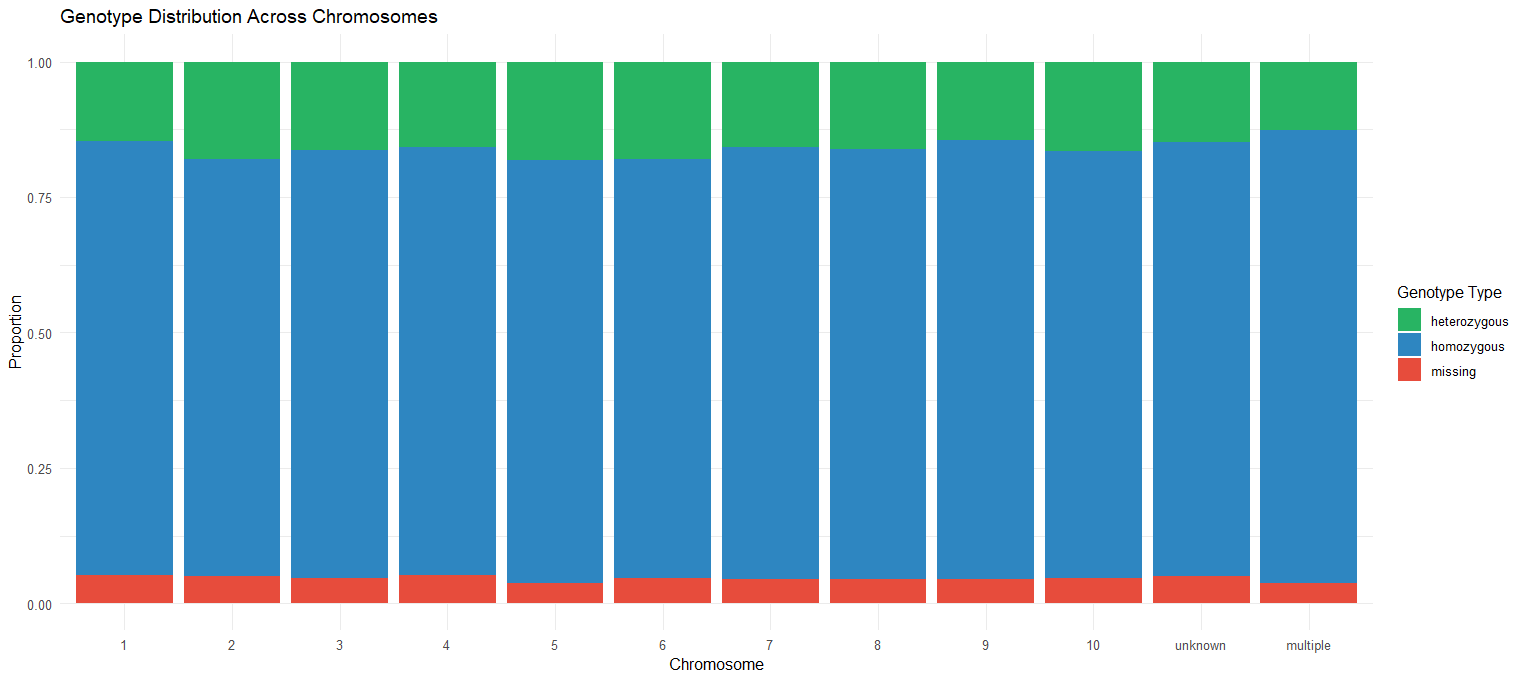 Genotype Distribution Across Chromosomes
1.00
0.75
0.50
0.25
0.00
Proportion
1 2 3 4 5 6 7 8 9 10 unknown multiple
Chromosome
Genotype Type
heterozygous
homozygous
missing